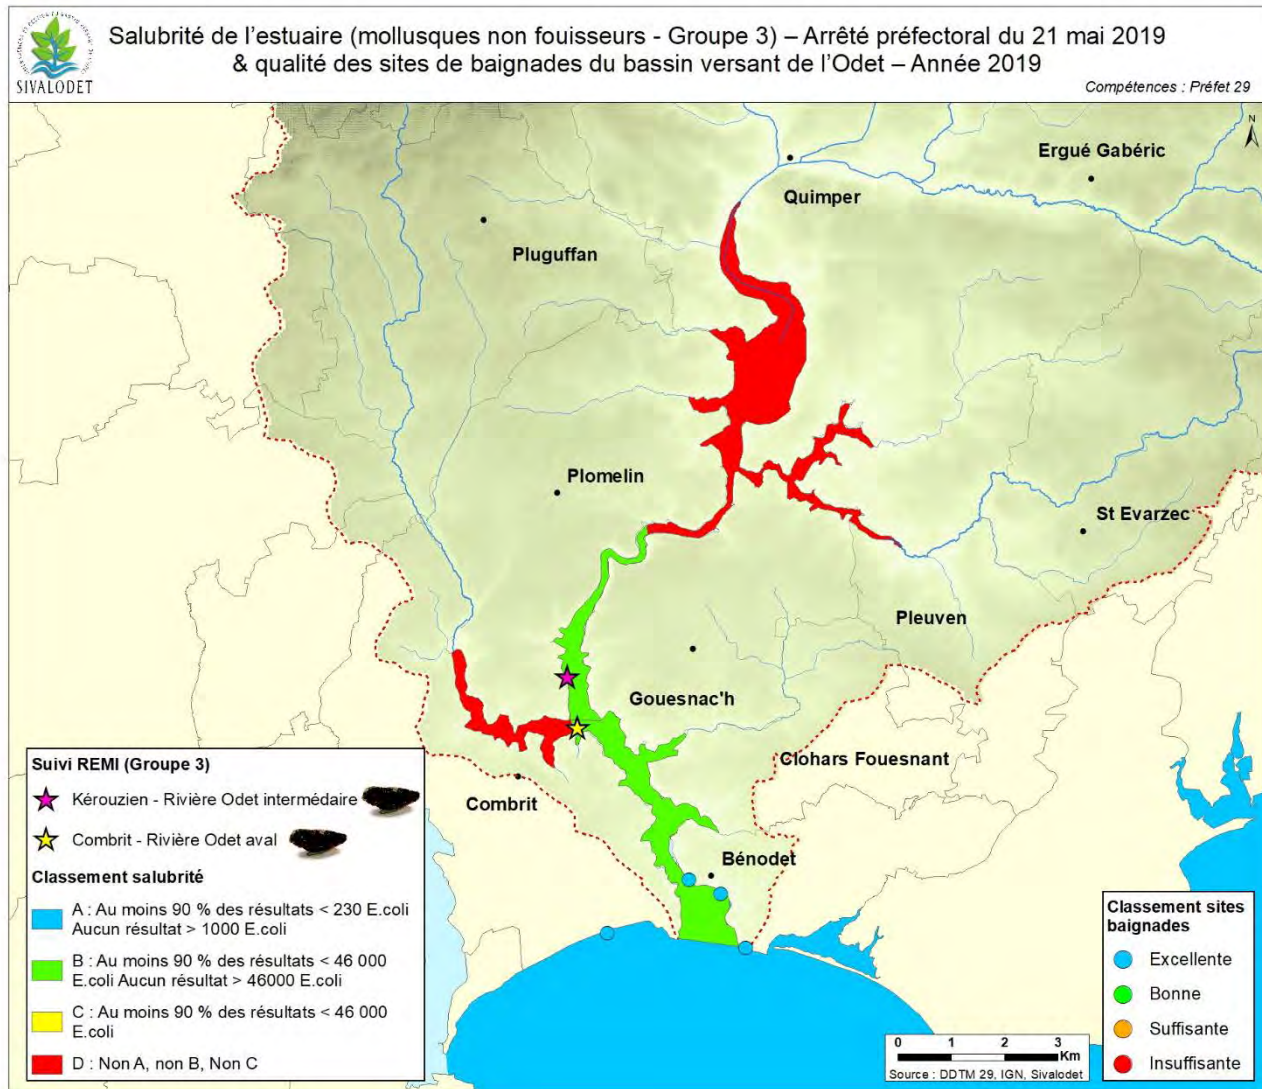 Salubrité de l'estuaire (mollusques non fouisseurs - Groupe 3) – Arrêté préfectoral du 21 mai 2019
& qualité des sites de baignades du bassin versant de l'Odet – Année 2019
SIVALODET
Compétences : Préfet 29
N
Ergué Gabéric
Quimper
Pluguffan
Plomelin
St Evarzec
Pleuven
Gouesnac'h
Clohars Fouesnant
Combrit
Bénodet
Suivi REMI (Groupe 3)
Kérouzien - Rivière Odet intermédaire
Combrit - Rivière Odet aval
Classement salubrité
A : Au moins 90 % des résultats < 230 E.coli
Aucun résultat > 1000 E.coli
B : Au moins 90 % des résultats < 46 000
E.coli Aucun résultat > 46000 E.coli
C : Au moins 90 % des résultats < 46 000
E.coli
D : Non A, non B, Non C
Classement sites
baignades
Excellente
Bonne
Suffisante
Insuffisante
0 1 2 3
Km
Source : DDTM 29, IGN, Sivalodet